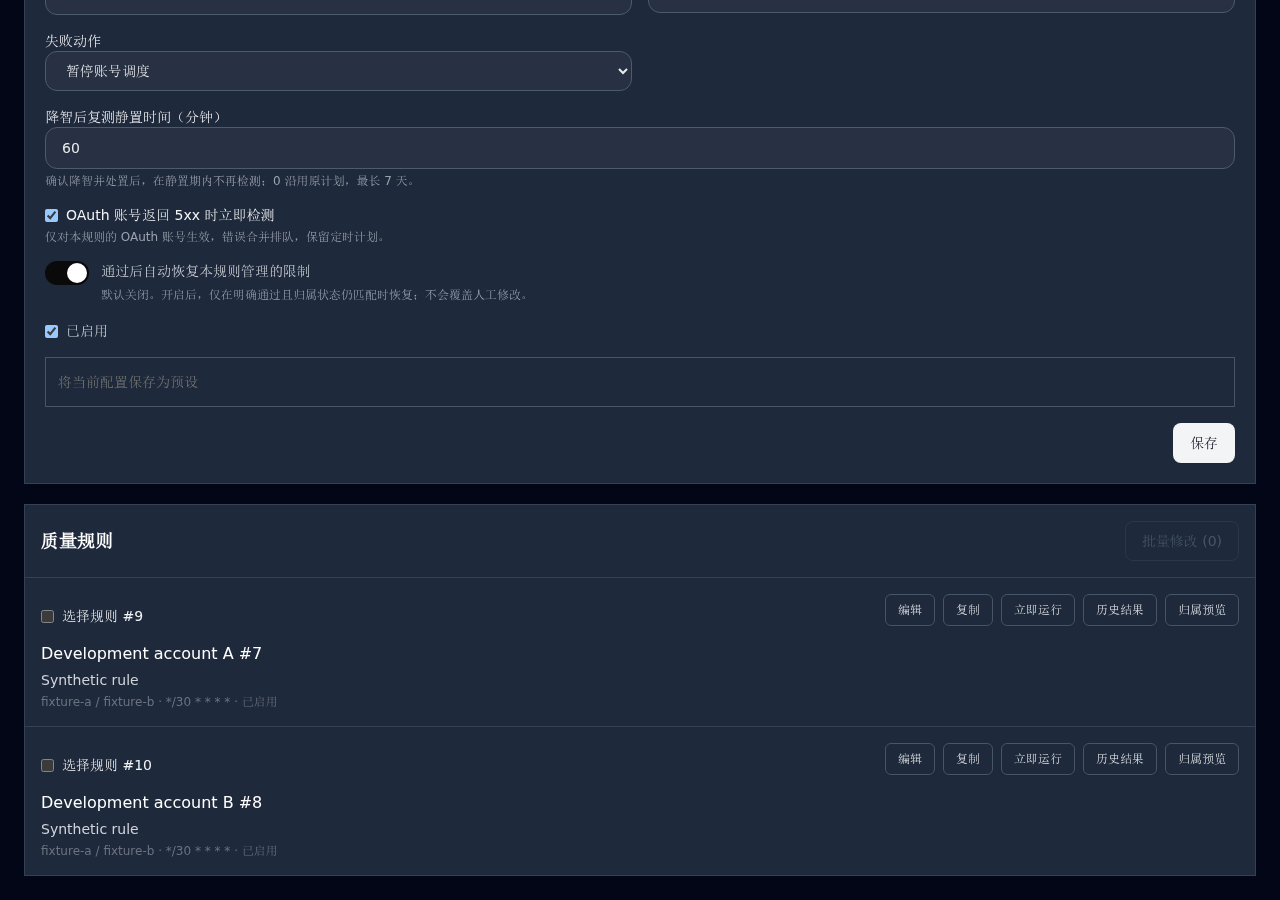 失败动作
暂停账号调度
降智后复测静置时间（分钟）
60
确认降智并处置后，在静置期内不再检测；0 沿用原计划，最长 7 天。
OAuth 账号返回 5xx 时立即检测
仅对本规则的 OAuth 账号生效，错误合并排队，保留定时计划。
通过后自动恢复本规则管理的限制
默认关闭。开启后，仅在明确通过且归属状态仍匹配时恢复；不会覆盖人工修改。
已启用
将当前配置保存为预设
保存
质量规则
批量修改 (0)
选择规则 #9
编辑
复制
立即运行
历史结果
归属预览
Development account A #7
Synthetic rule
fixture-a / fixture-b · */30 * * * * · 已启用
选择规则 #10
编辑
复制
立即运行
历史结果
归属预览
Development account B #8
Synthetic rule
fixture-a / fixture-b · */30 * * * * · 已启用